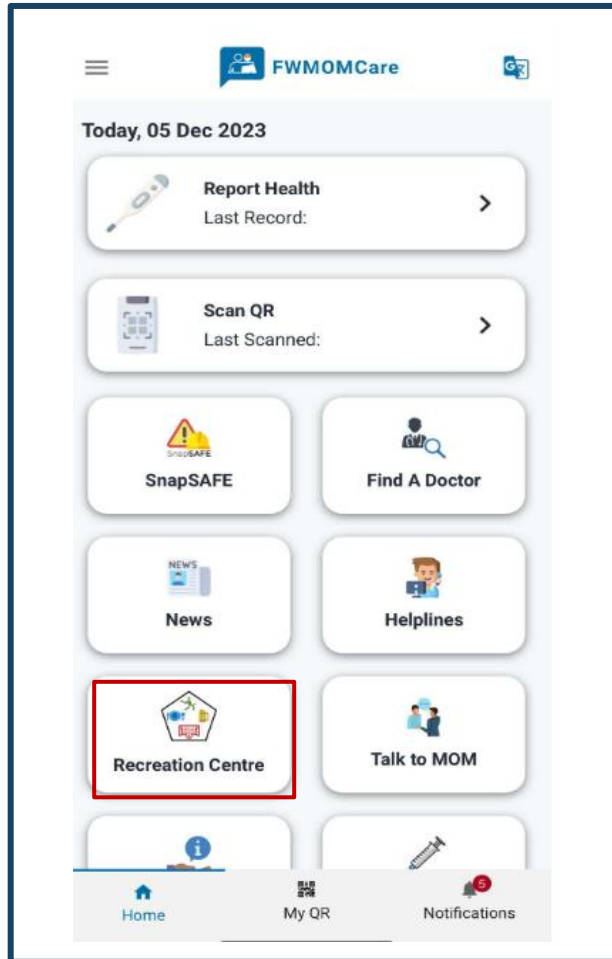 FWMOMCare
Today, 05 Dec 2023
Report Health
Last Record:
Scan QR
Last Scanned:
SnapSAFE
SnapSAFE
Find A Doctor
NEWS
News
Helplines
Recreation Centre
Talk to MOM
5
Home
My QR
Notifications